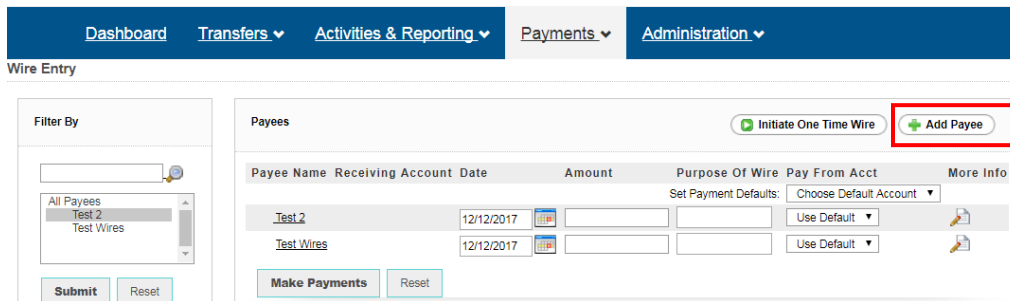 Dashboard Transfers Activities & Reporting Payments Administration
Wire Entry
Filter By
All Payees
Test 2
Test Wires
Submit Reset
Payees
Initiate One Time Wire Add Payee
Payee Name Receiving Account Date Amount Purpose Of Wire Pay From Acct More Info
Set Payment Defaults: Choose Default Account
Test 2 12/12/2017 Use Default
Test Wires 12/12/2017 Use Default
Make Payments Reset